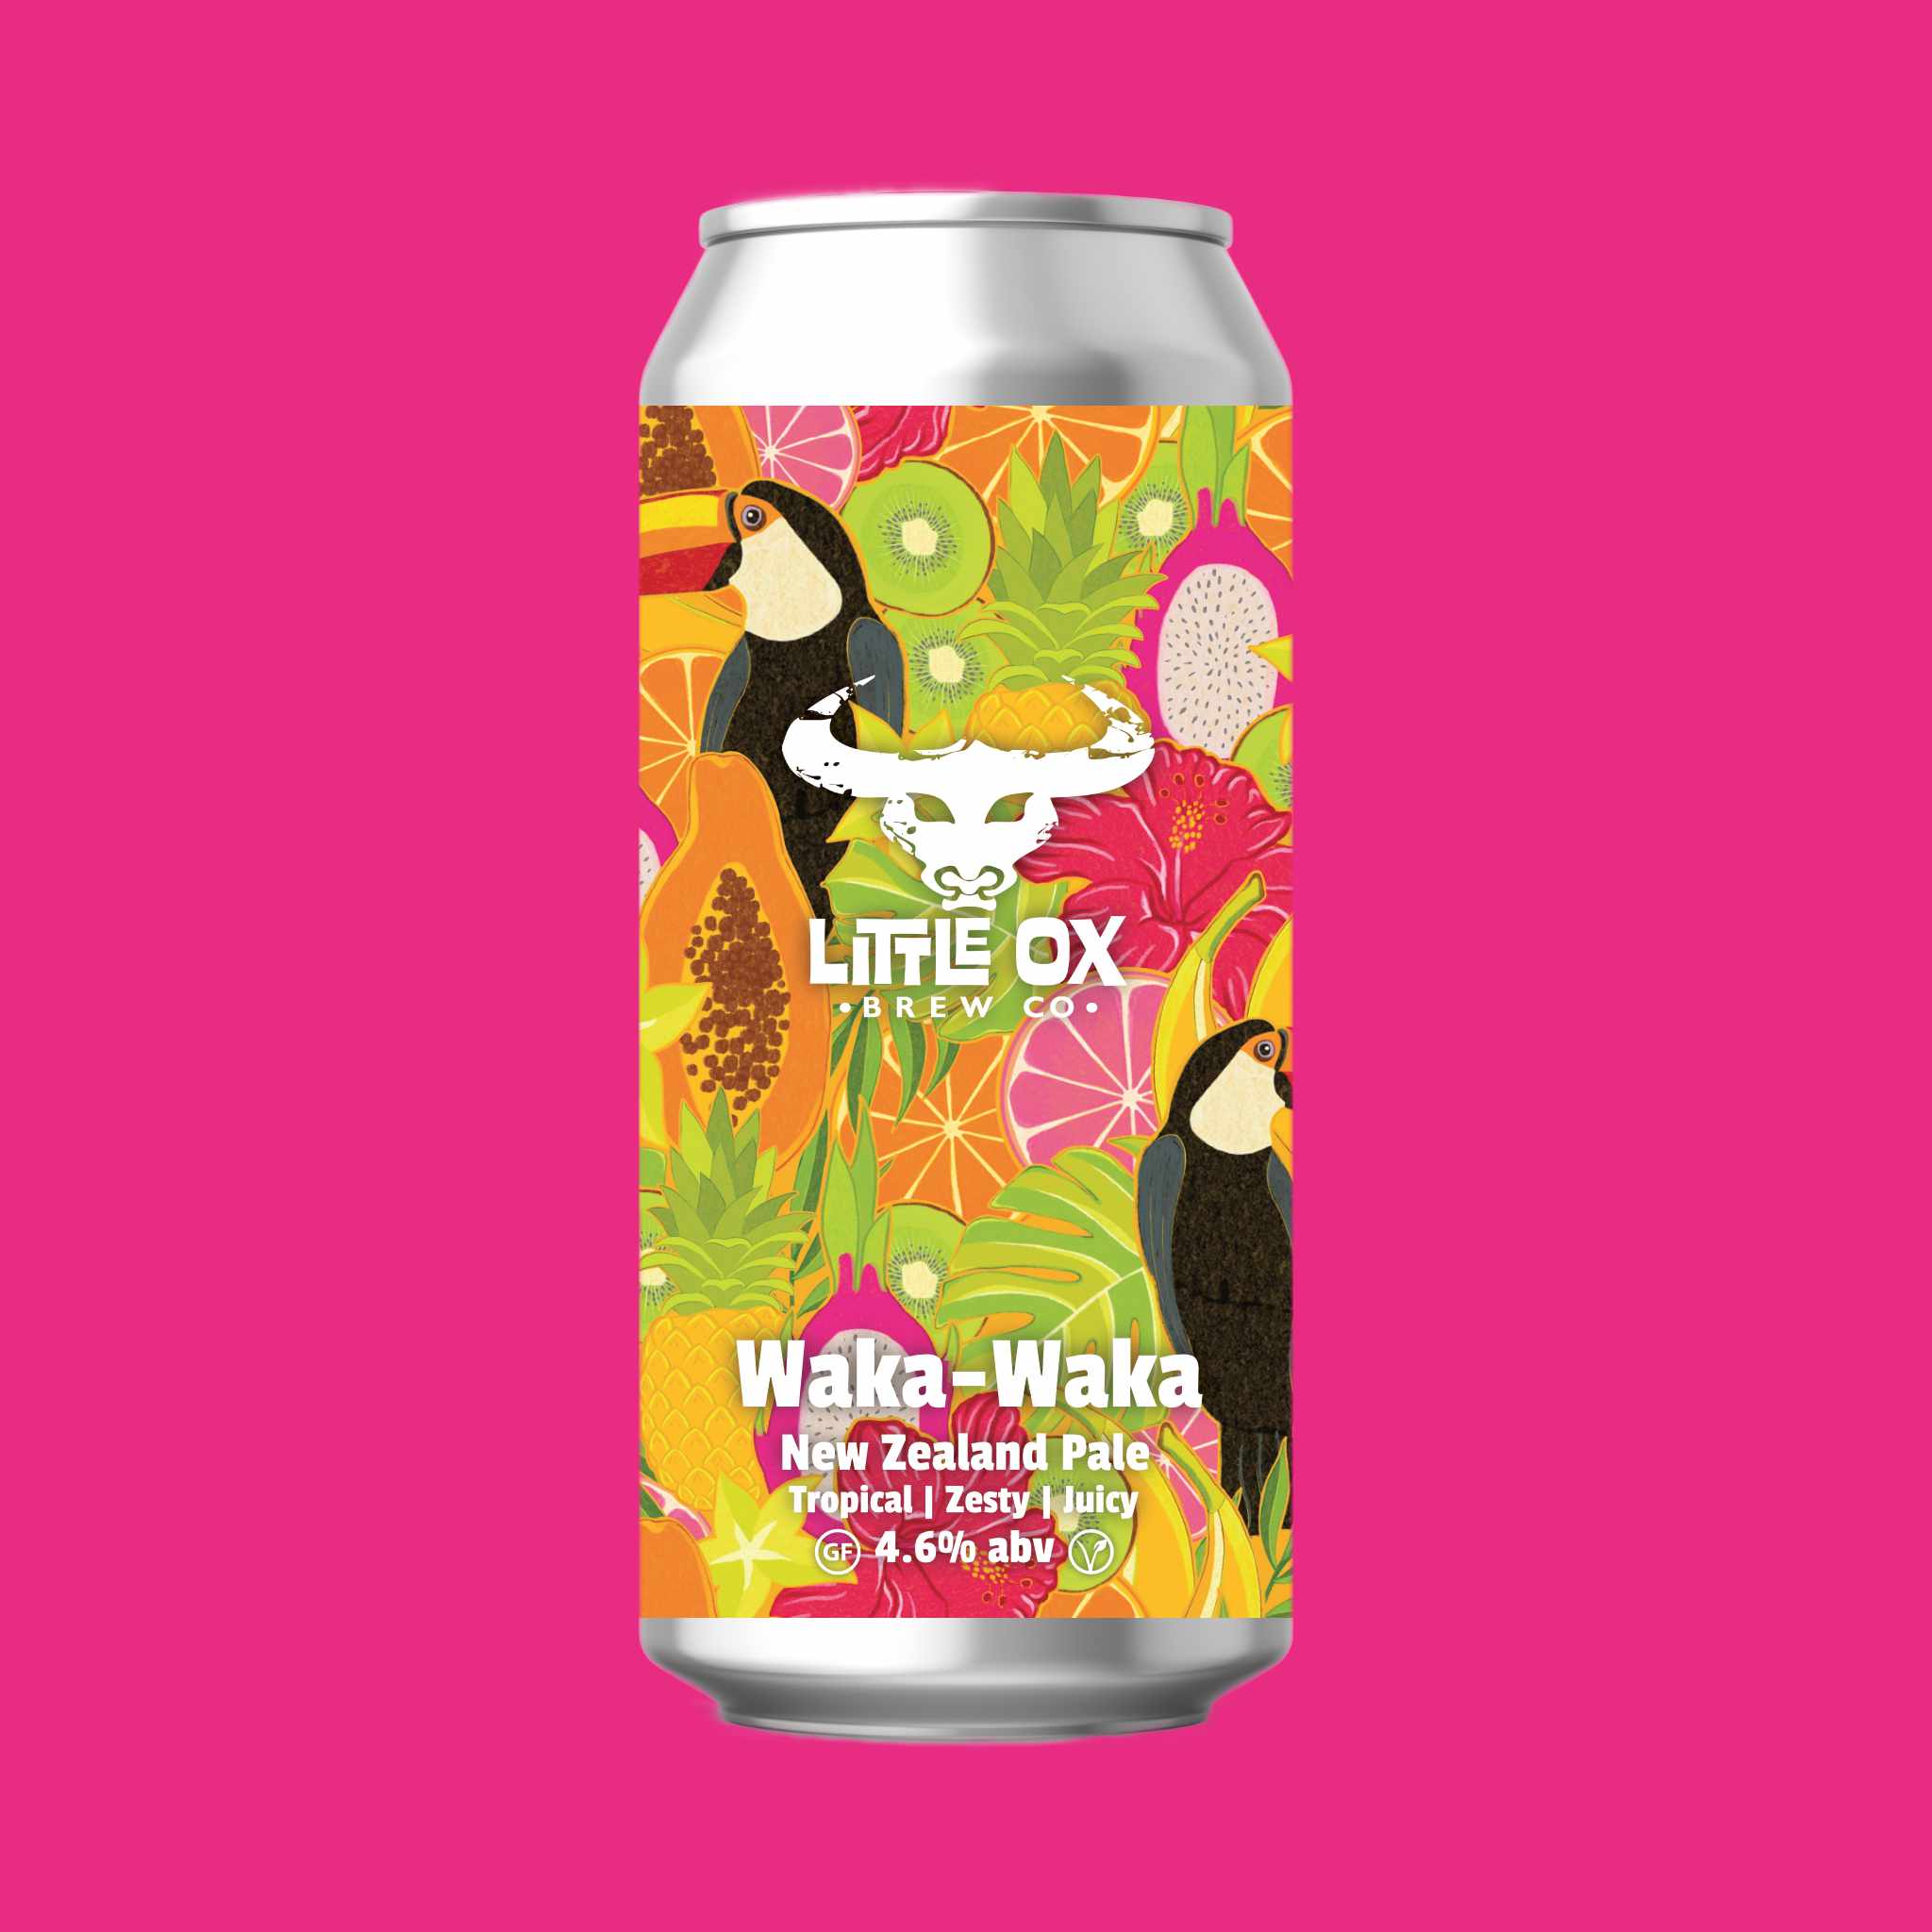 LITTLE OX
•BREW CO•
Waka-Waka
New Zealand Pale
Tropical | Zesty | Juicy
GF 4.6% abv